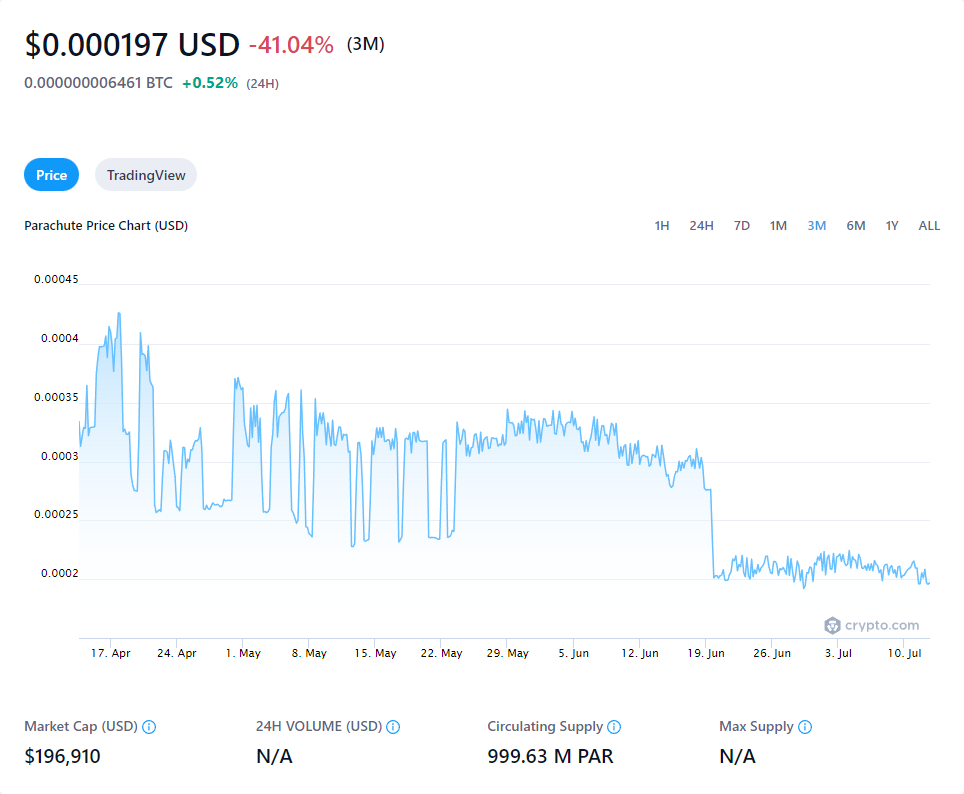 $0.000197 USD -41.04% (3M)
0.000000006461 BTC +0.52% (24H)
Price TradingView
Parachute Price Chart (USD) 1H 24H 7D 1M 3M 6M 1Y ALL
0.00045
0.0004
0.00035
0.0003
0.00025
0.0002
crypto.com
17. Apr 24. Apr 1. May 8. May 15. May 22. May 29. May 5. Jun 12. Jun 19. Jun 26. Jun 3. Jul 10. Jul
Market Cap (USD) 24H VOLUME (USD) Circulating Supply Max Supply
$196,910 N/A 999.63 M PAR N/A